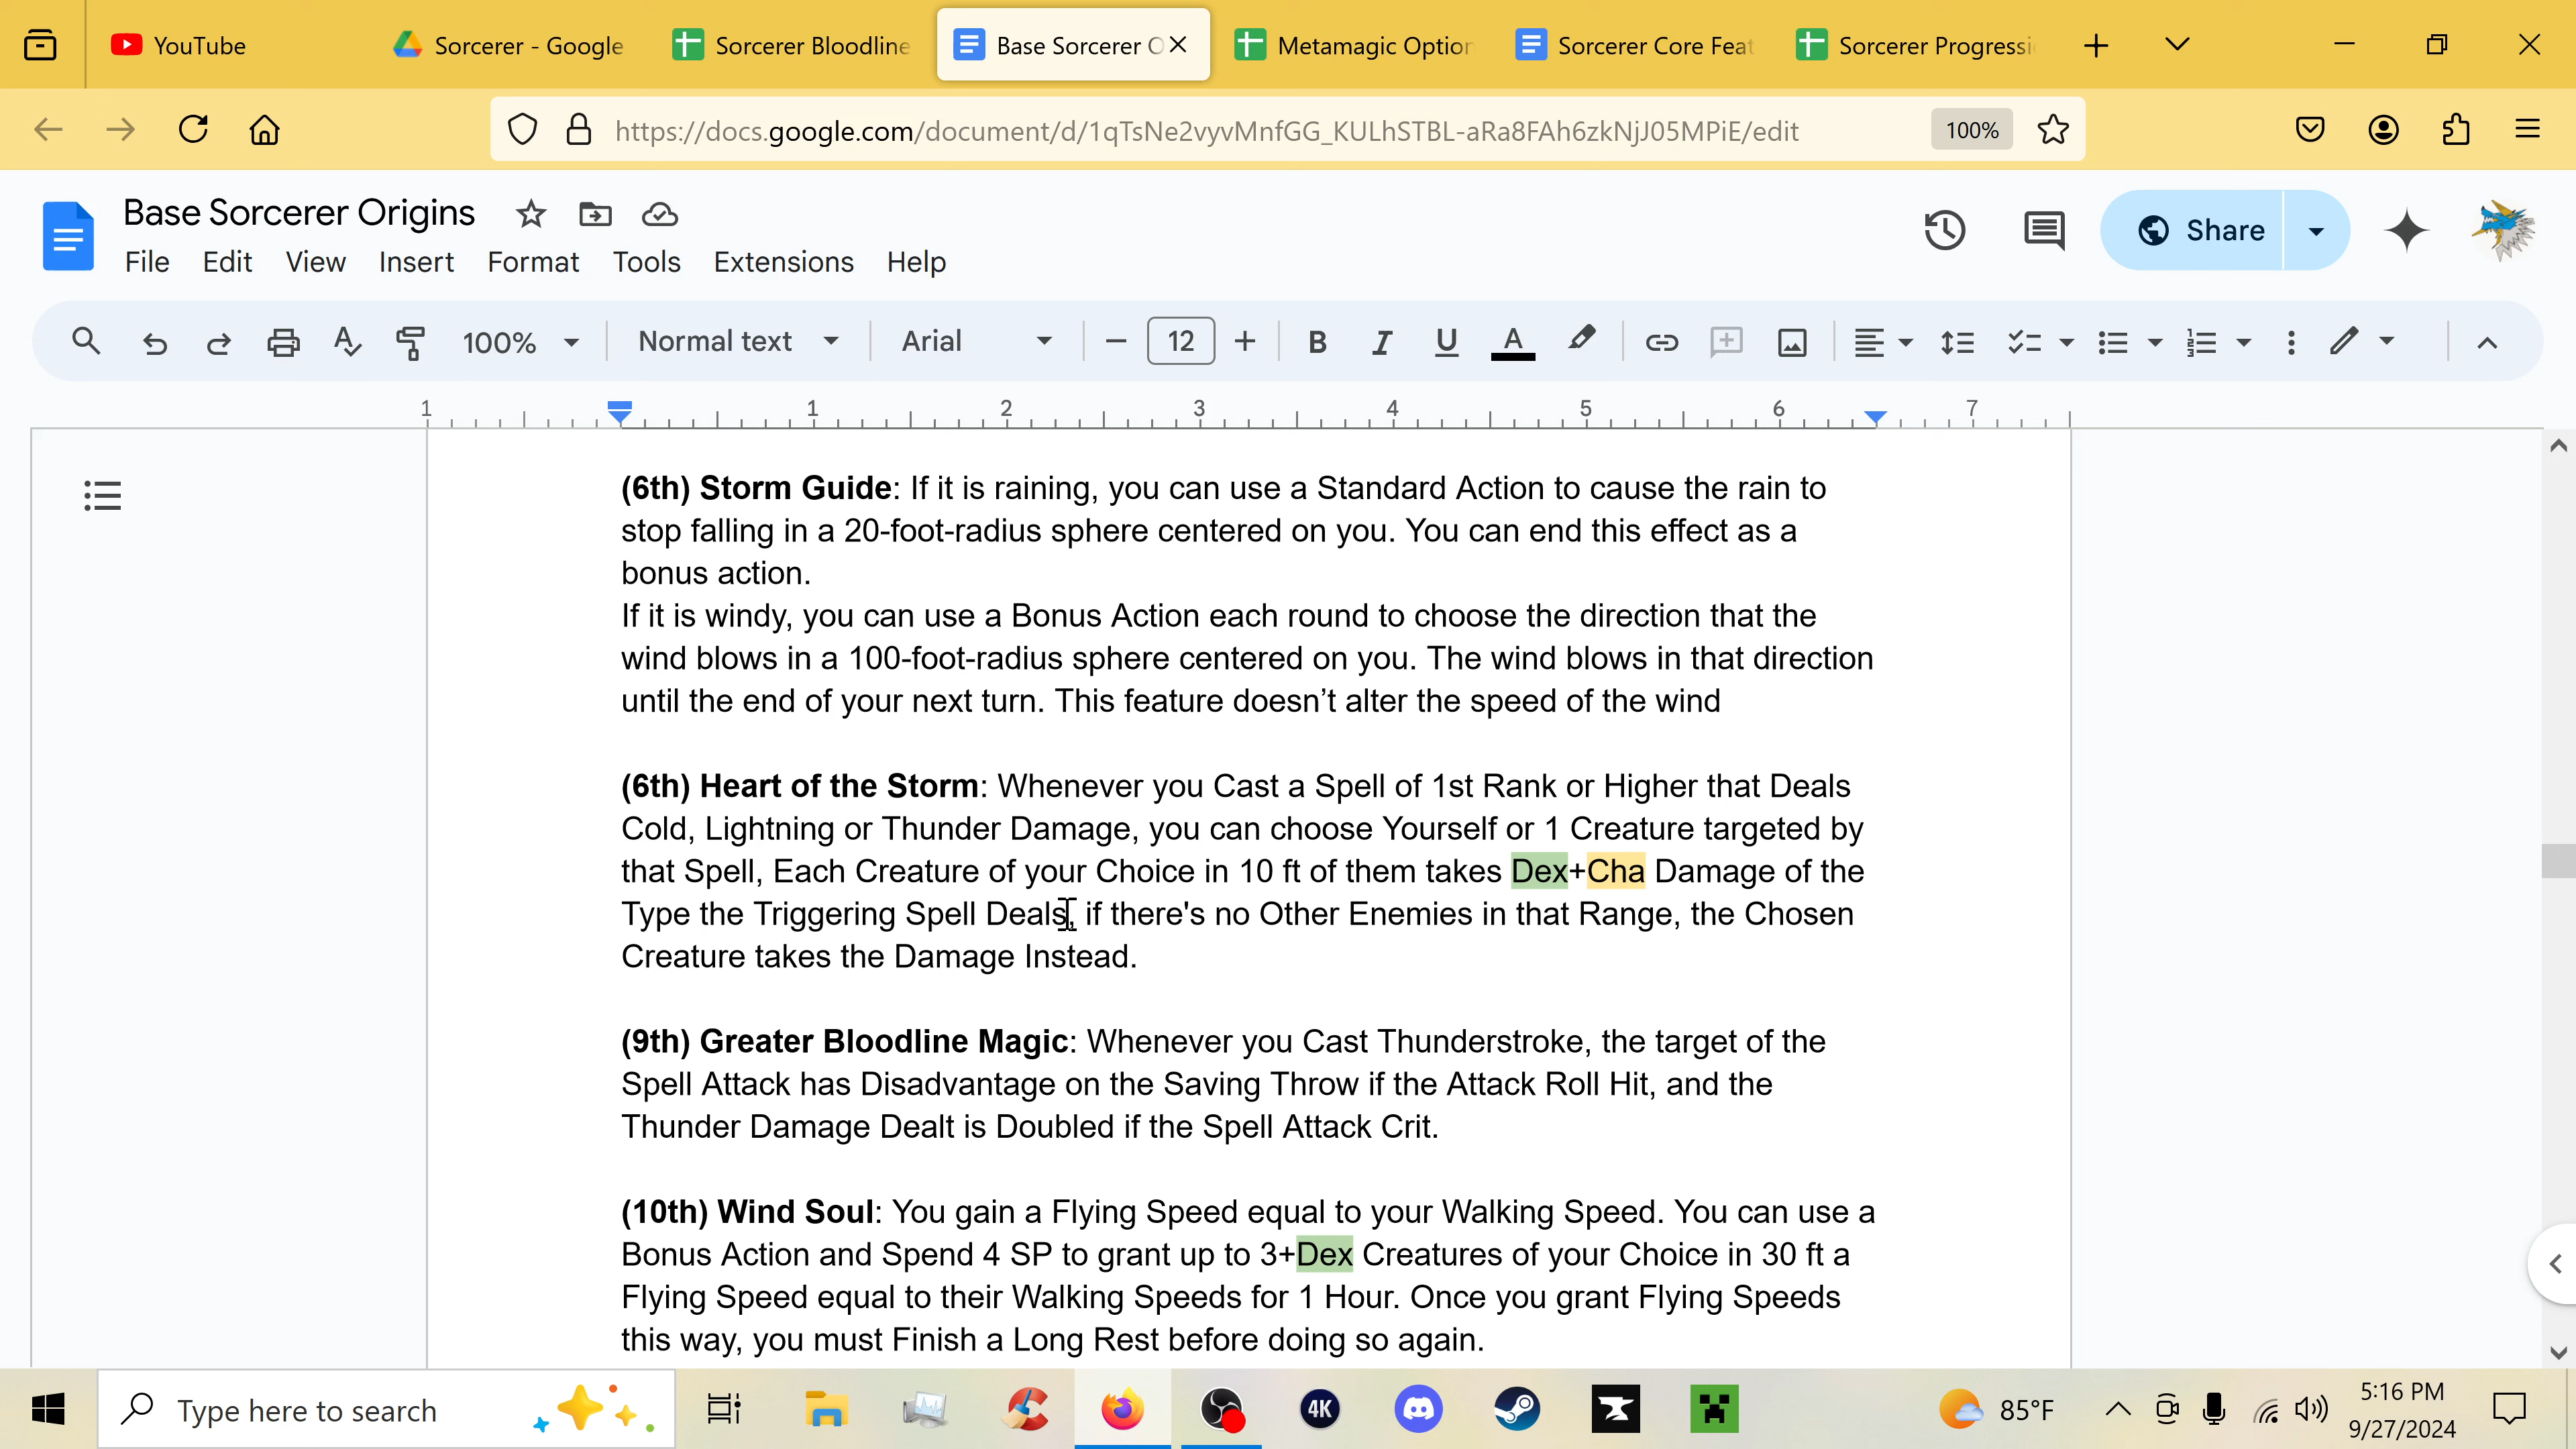 YouTube
Sorcerer - Google
Sorcerer Bloodline
Base Sorcerer O
Metamagic Option
Sorcerer Core Feat
Sorcerer Progressi
https://docs.google.com/document/d/1qTsNe2vyvMnfGG_KULhSTBL-aRa8FAh6zkNjJ05MPiE/edit
100%
Base Sorcerer Origins
File Edit View Insert Format Tools Extensions Help
Share
100% Normal text Arial 12
1 1 2 3 4 5 6 7
(6th) Storm Guide: If it is raining, you can use a Standard Action to cause the rain to
stop falling in a 20-foot-radius sphere centered on you. You can end this effect as a
bonus action.
If it is windy, you can use a Bonus Action each round to choose the direction that the
wind blows in a 100-foot-radius sphere centered on you. The wind blows in that direction
until the end of your next turn. This feature doesn’t alter the speed of the wind
(6th) Heart of the Storm: Whenever you Cast a Spell of 1st Rank or Higher that Deals
Cold, Lightning or Thunder Damage, you can choose Yourself or 1 Creature targeted by
that Spell, Each Creature of your Choice in 10 ft of them takes Dex+Cha Damage of the
Type the Triggering Spell Deals, if there's no Other Enemies in that Range, the Chosen
Creature takes the Damage Instead.
(9th) Greater Bloodline Magic: Whenever you Cast Thunderstroke, the target of the
Spell Attack has Disadvantage on the Saving Throw if the Attack Roll Hit, and the
Thunder Damage Dealt is Doubled if the Spell Attack Crit.
(10th) Wind Soul: You gain a Flying Speed equal to your Walking Speed. You can use a
Bonus Action and Spend 4 SP to grant up to 3+Dex Creatures of your Choice in 30 ft a
Flying Speed equal to their Walking Speeds for 1 Hour. Once you grant Flying Speeds
this way, you must Finish a Long Rest before doing so again.
Type here to search
4K
85°F
5:16 PM
9/27/2024